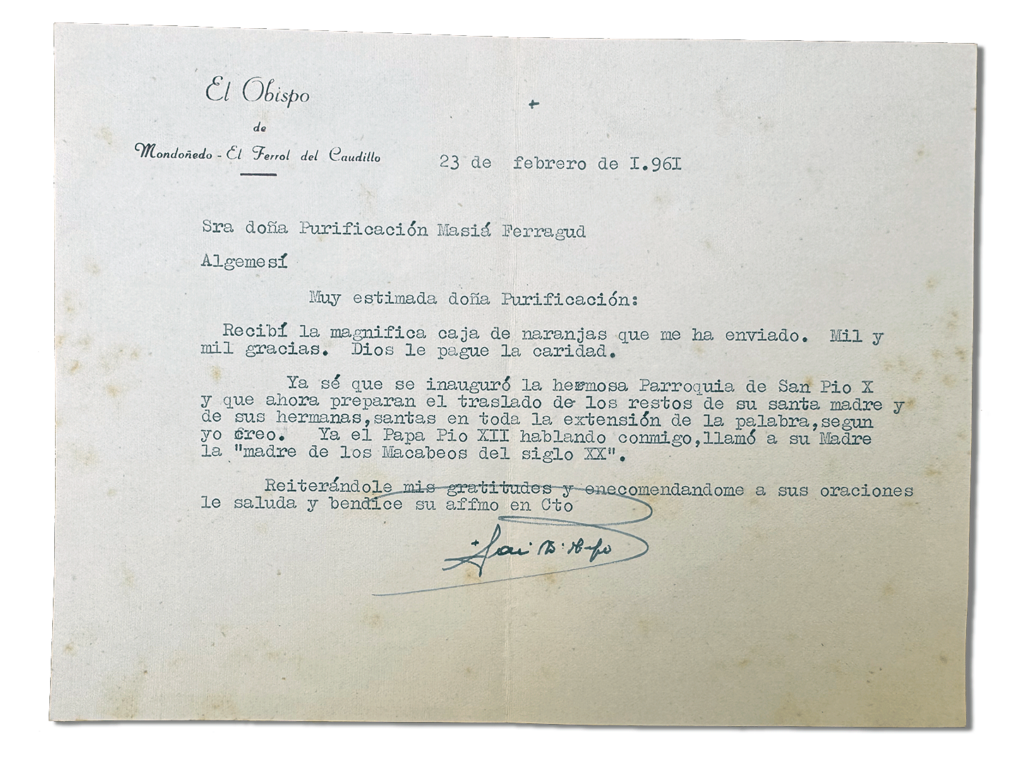 El Obispo
de
Mondoñedo - El Ferrol del Caudillo
+
23 de febrero de I.96I
Sra doña Purificación Masiá Ferragud
Algemesí
Muy estimada doña Purificación:
Recibí la magnifica caja de naranjas que me ha enviado. Mil y
mil gracias. Dios le pague la caridad.
Ya sé que se inauguró la hermosa Parroquia de San Pio X
y que ahora preparan el traslado de los restos de su santa madre y
de sus hermanas,santas en toda la extensión de la palabra,segun
yo creo. Ya el Papa Pio XII hablando conmigo,llamó a su Madre
la "madre de los Macabeos del siglo XX".
Reiterándole mis gratitudes y enecomendandome a sus oraciones
le saluda y bendice su affmo en Cto